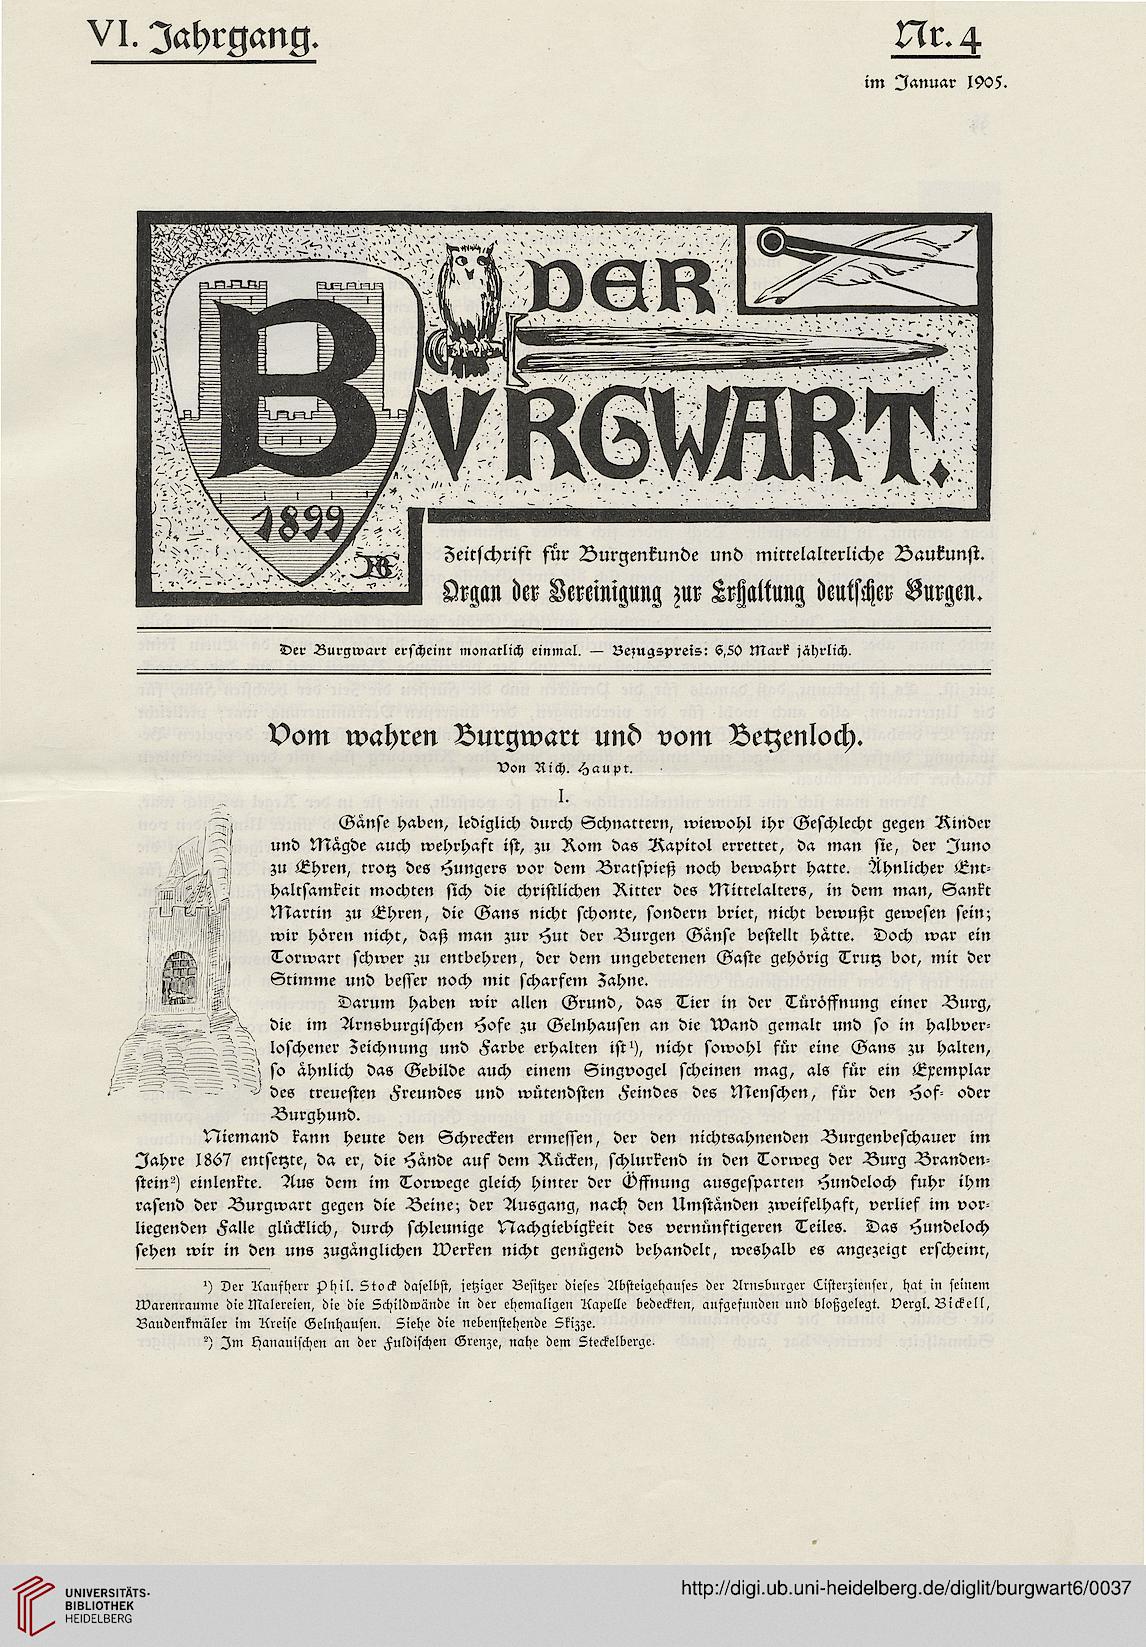 VI. Jahrgang.
Nr. 4
im Januar 1905.
DER
BVRGWART.
1899
Zeitschrift für Burgenkunde und mittelalterliche Baukunst.
Organ der Vereinigung zur Erhaltung deutscher Burgen.
Der Burgwart erscheint monatlich einmal. — Bezugspreis: 6,50 Mark jährlich.
Vom wahren Burgwart und vom Betzenloch.
Von Rich. Haupt.
I.
Gänse haben, lediglich durch Schnattern, wiewohl ihr Geschlecht gegen Kinder
und Mägde auch wehrhaft ist, zu Rom das Kapitol errettet, da man sie, der Juno
zu Ehren, trotz des Hungers vor dem Bratspieß noch bewahrt hatte. Ähnlicher Ent-
haltsamkeit mochten sich die christlichen Ritter des Mittelalters, in dem man, Sankt
Martin zu Ehren, die Gans nicht schonte, sondern briet, nicht bewußt gewesen sein;
wir hören nicht, daß man zur Hut der Burgen Gänse bestellt hätte. Doch war ein
Torwart schwer zu entbehren, der dem ungebetenen Gaste gehörig Trutz bot, mit der
Stimme und besser noch mit scharfem Zahne.
Darum haben wir allen Grund, das Tier in der Türöffnung einer Burg,
die im Arnsburgischen Hofe zu Gelnhausen an die Wand gemalt und so in halbver-
loschener Zeichnung und Farbe erhalten ist¹), nicht sowohl für eine Gans zu halten,
so ähnlich das Gebilde auch einem Singvogel scheinen mag, als für ein Exemplar
des treuesten Freundes und wütendsten Feindes des Menschen, für den Hof- oder
Burghund.
Niemand kann heute den Schrecken ermessen, der den nichtsahnenden Burgenbeschauer im
Jahre 1867 entsetzte, da er, die Hände auf dem Rücken, schlurkend in den Torweg der Burg Branden-
stein²) einlenkte. Aus dem im Torwege gleich hinter der Öffnung ausgesparten Hundeloch fuhr ihm
rasend der Burgwart gegen die Beine; der Ausgang, nach den Umständen zweifelhaft, verlief im vor-
liegenden Falle glücklich, durch schleunige Nachgiebigkeit des vernünftigeren Teiles. Das Hundeloch
sehen wir in den uns zugänglichen Werken nicht genügend behandelt, weshalb es angezeigt erscheint,
¹) Der Kaufherr Phil. Stock daselbst, jetziger Besitzer dieses Absteigehauses der Arnsburger Cisterzienser, hat in seinem
Warenraume die Malereien, die die Schildwände in der ehemaligen Kapelle bedeckten, aufgefunden und bloßgelegt. Vergl. Bickell,
Baudenkmäler im Kreise Gelnhausen. Siehe die nebenstehende Skizze.
²) Im Hanauischen an der Fuldischen Grenze, nahe dem Steckelberge.
UNIVERSITÄTS-
BIBLIOTHEK
HEIDELBERG
http://digi.ub.uni-heidelberg.de/diglit/burgwart6/0037